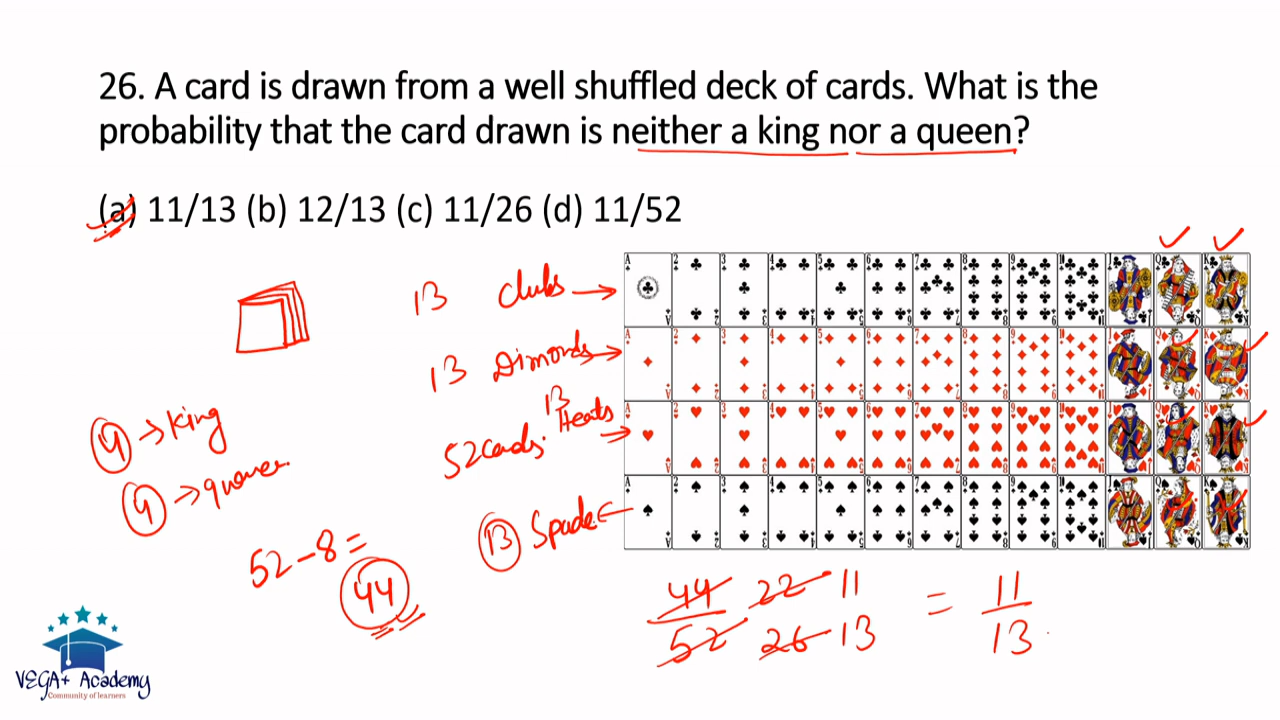 26. A card is drawn from a well shuffled deck of cards. What is the
probability that the card drawn is neither a king nor a queen?
(a) 11/13 (b) 12/13 (c) 11/26 (d) 11/52
13 Clubs →
13 Dimonds →
13
Heats →
52 cards.
13 Spade ←
4 → king
4 →
52 - 8 =
44
44 22 11
52 26 13
= 11
13
VEGA+ Academy
Community of learners